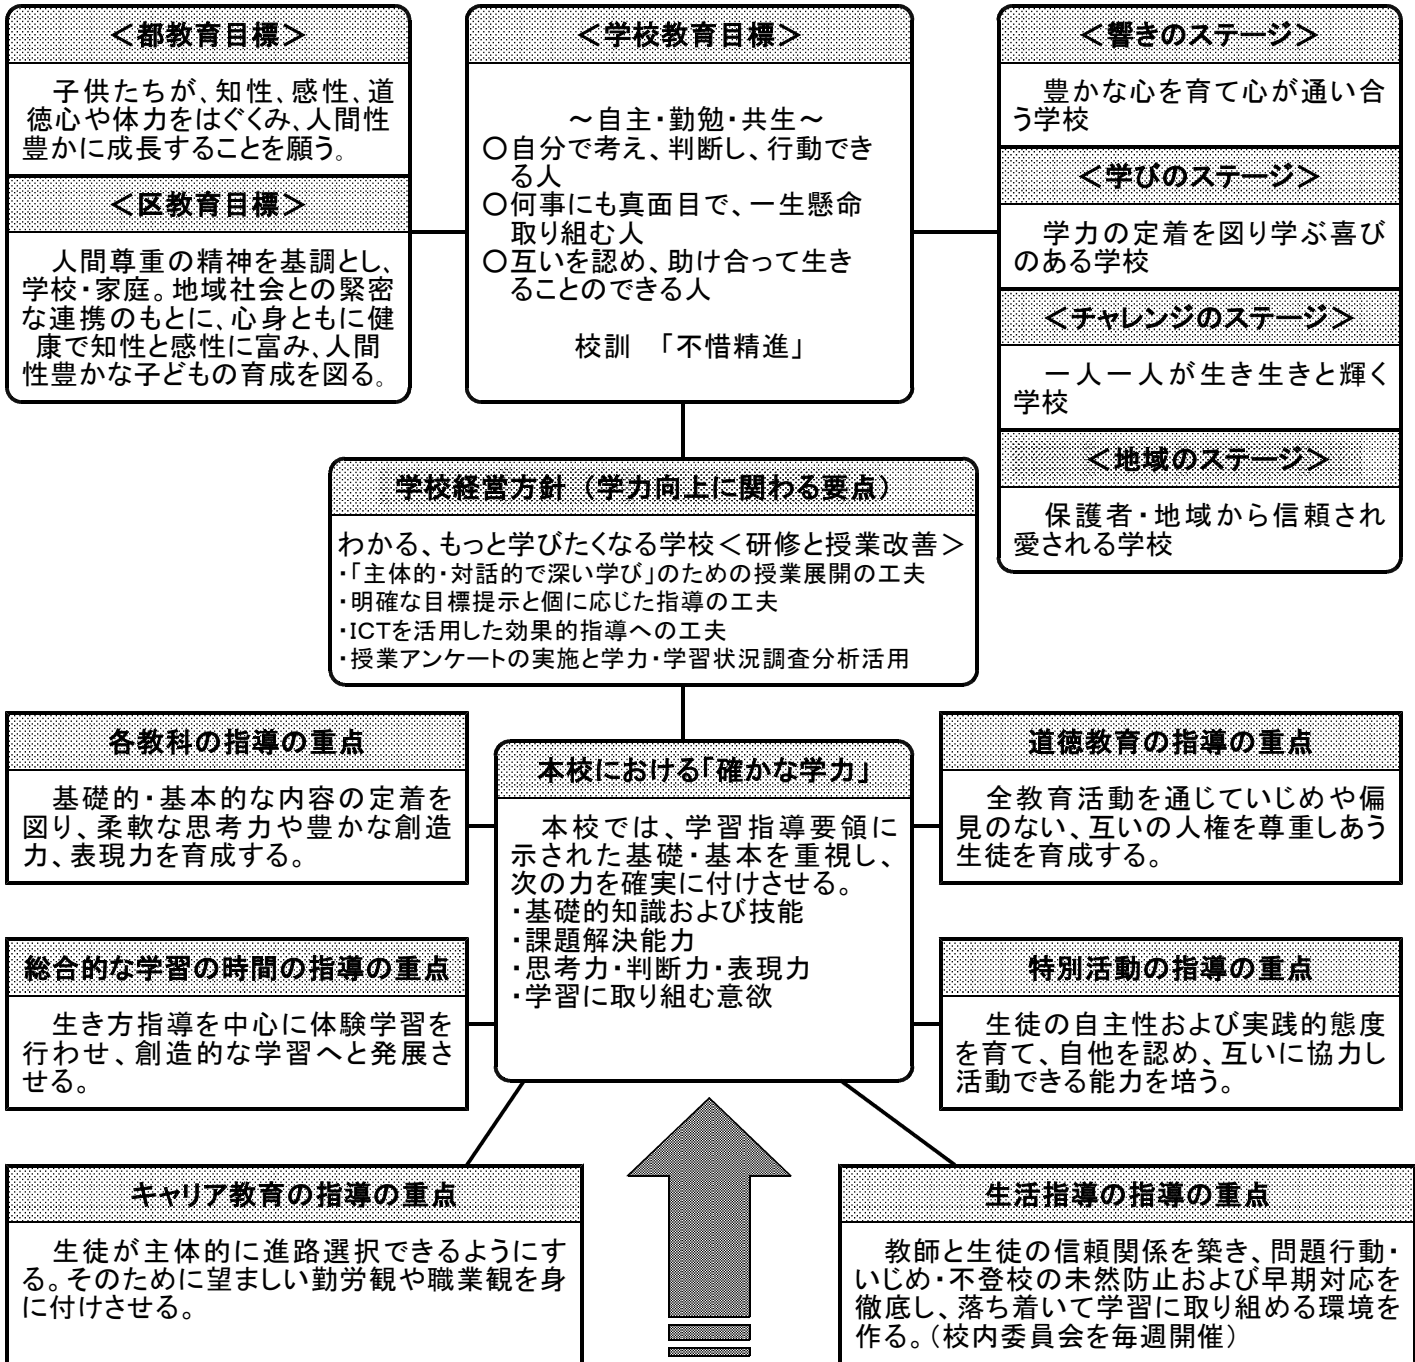 ＜都教育目標＞
子供たちが、知性、感性、道
徳心や体力をはぐくみ、人間性
豊かに成長することを願う。
＜区教育目標＞
人間尊重の精神を基調とし、
学校・家庭。地域社会との緊密
な連携のもとに、心身ともに健
康で知性と感性に富み、人間
性豊かな子どもの育成を図る。
＜学校教育目標＞
～自主・勤勉・共生～
○自分で考え、判断し、行動でき
る人
○何事にも真面目で、一生懸命
取り組む人
○互いを認め、助け合って生き
ることのできる人
校訓　「不惜精進」
＜響きのステージ＞
豊かな心を育て心が通い合
う学校
＜学びのステージ＞
学力の定着を図り学ぶ喜び
のある学校
＜チャレンジのステージ＞
一人一人が生き生きと輝く
学校
＜地域のステージ＞
保護者・地域から信頼され
愛される学校
学校経営方針（学力向上に関わる要点）
わかる、もっと学びたくなる学校＜研修と授業改善＞
・「主体的・対話的で深い学び」のための授業展開の工夫
・明確な目標提示と個に応じた指導の工夫
・ICTを活用した効果的指導への工夫
・授業アンケートの実施と学力・学習状況調査分析活用
各教科の指導の重点
基礎的・基本的な内容の定着を
図り、柔軟な思考力や豊かな創造
力、表現力を育成する。
本校における「確かな学力」
本校では、学習指導要領に
示された基礎・基本を重視し、
次の力を確実に付けさせる。
・基礎的知識および技能
・課題解決能力
・思考力・判断力・表現力
・学習に取り組む意欲
道徳教育の指導の重点
全教育活動を通じていじめや偏
見のない、互いの人権を尊重しあう
生徒を育成する。
総合的な学習の時間の指導の重点
生き方指導を中心に体験学習を
行わせ、創造的な学習へと発展さ
せる。
特別活動の指導の重点
生徒の自主性および実践的態度
を育て、自他を認め、互いに協力し
活動できる能力を培う。
キャリア教育の指導の重点
生徒が主体的に進路選択できるようにす
る。そのために望ましい勤労観や職業観を身
に付けさせる。
生活指導の指導の重点
教師と生徒の信頼関係を築き、問題行動・
いじめ・不登校の未然防止および早期対応を
徹底し、落ち着いて学習に取り組める環境を
作る。（校内委員会を毎週開催）